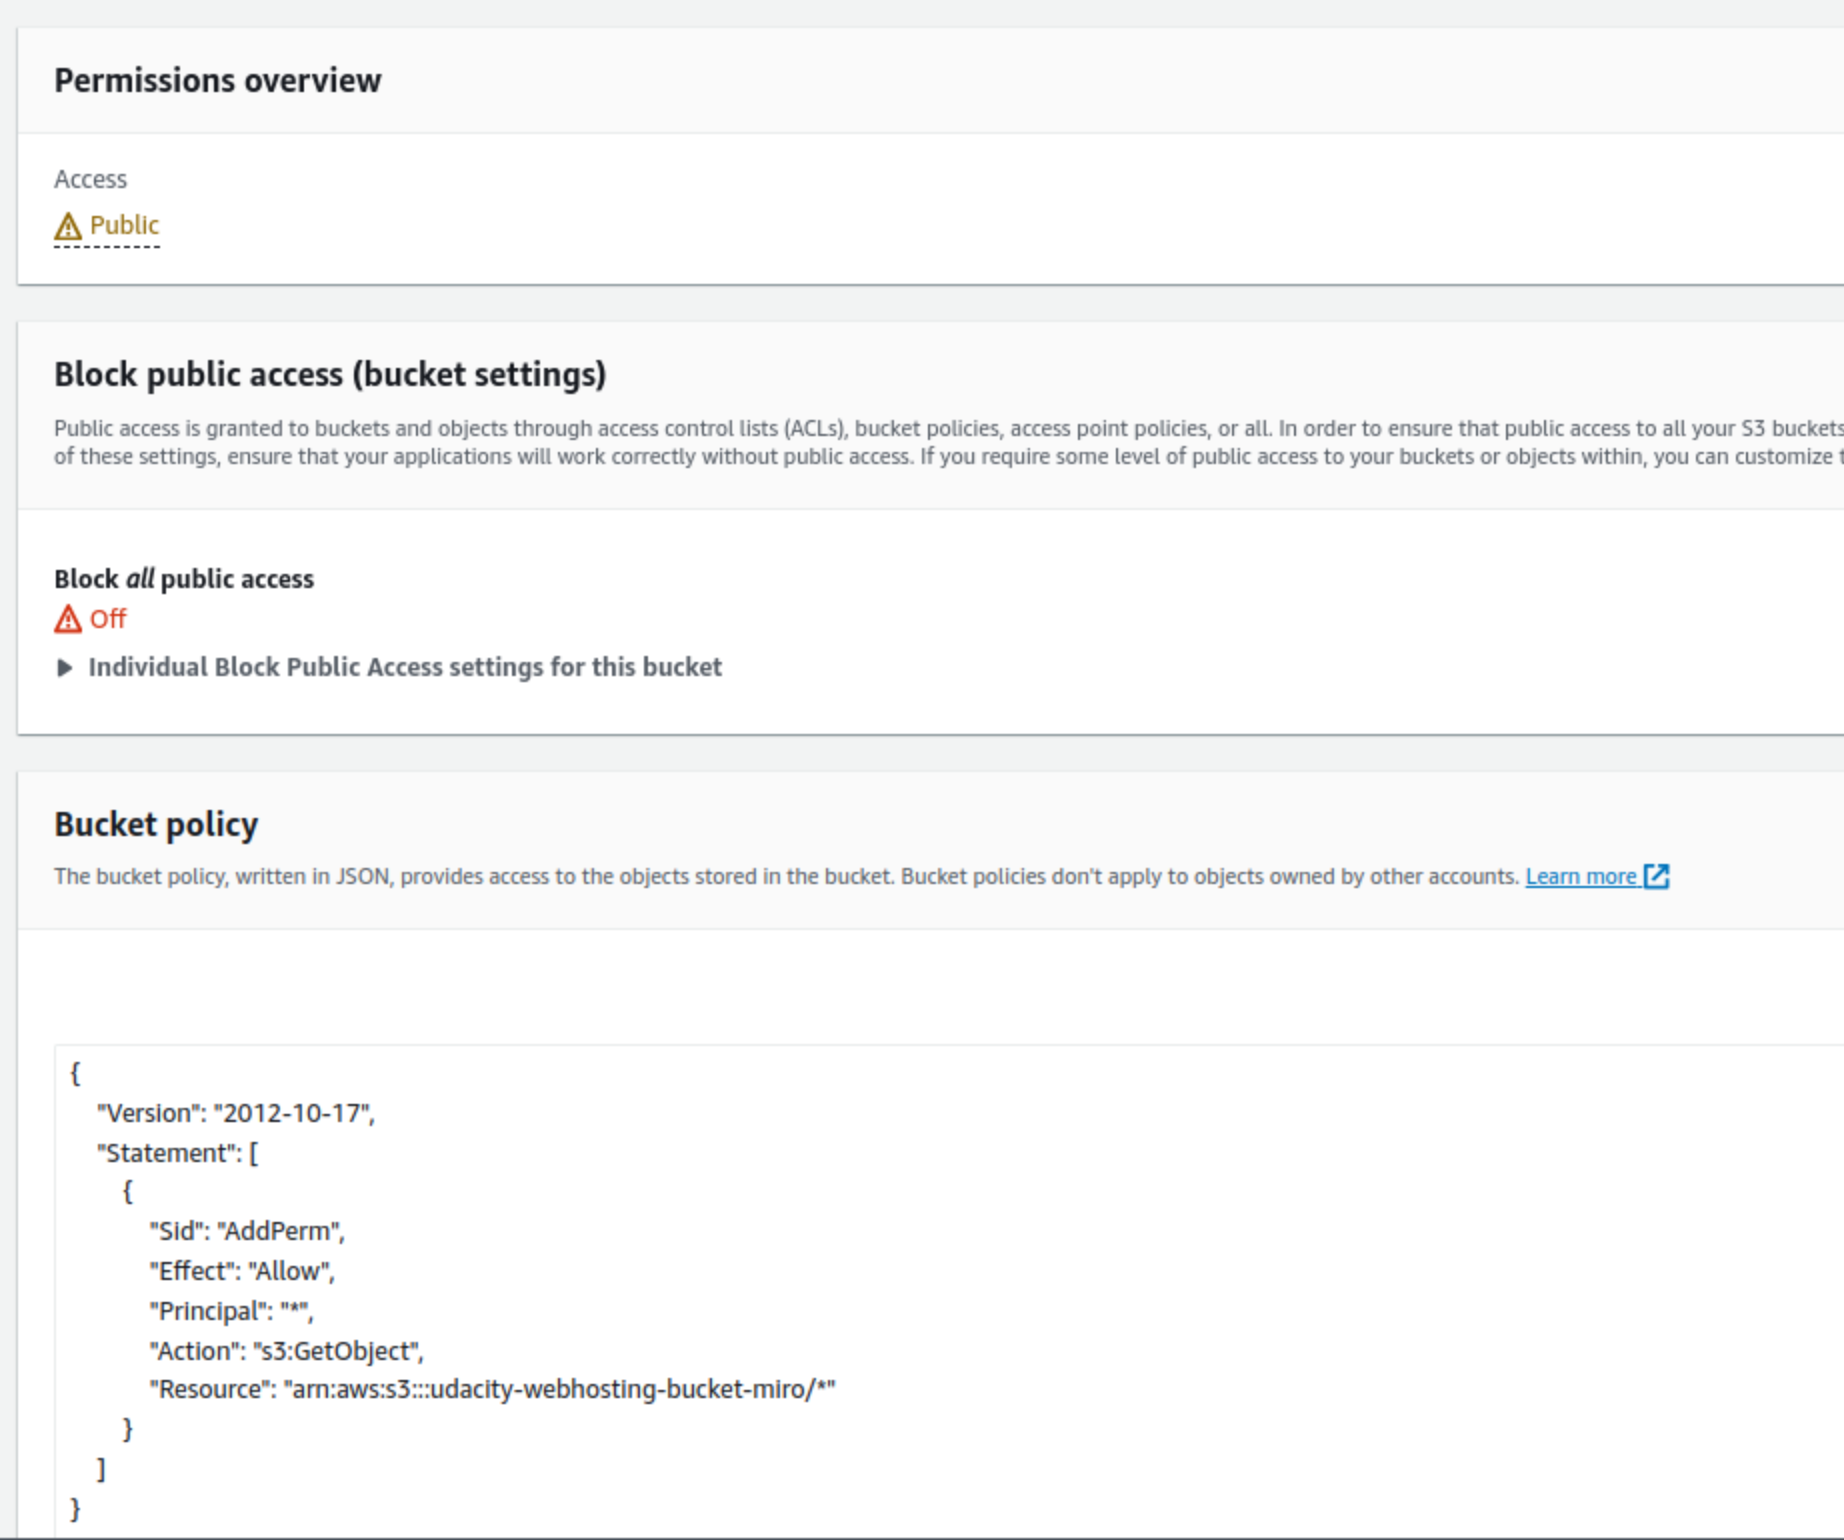 Permissions overview
Access
Public
Block public access (bucket settings)
Public access is granted to buckets and objects through access control lists (ACLs), bucket policies, access point policies, or all. In order to ensure that public access to all your S3 buckets
of these settings, ensure that your applications will work correctly without public access. If you require some level of public access to your buckets or objects within, you can customize t
Block all public access
Off
Individual Block Public Access settings for this bucket
Bucket policy
The bucket policy, written in JSON, provides access to the objects stored in the bucket. Bucket policies don't apply to objects owned by other accounts. Learn more
{
"Version": "2012-10-17",
"Statement": [
{
"Sid": "AddPerm",
"Effect": "Allow",
"Principal": "*",
"Action": "s3:GetObject",
"Resource": "arn:aws:s3:::udacity-webhosting-bucket-miro/*"
}
]
}